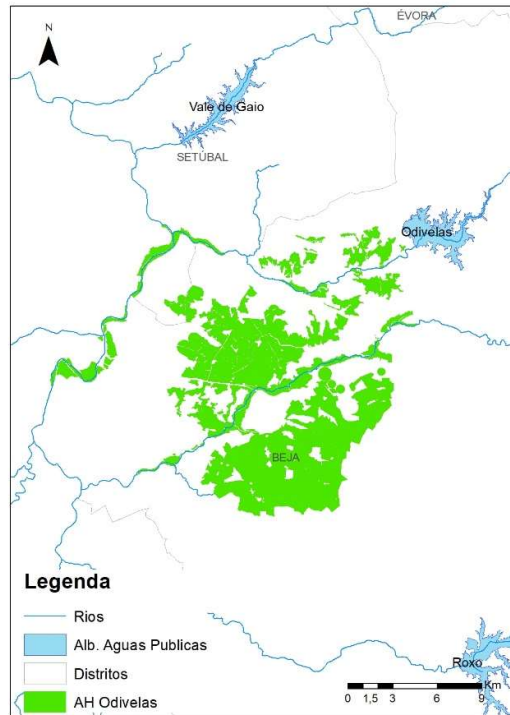 ÉVORA
N
Vale de Gaio
SETÚBAL
Odivelas
BEJA
Legenda
Rios
Alb. Aguas Publicas
Distritos
AH Odivelas
Roxo
Km
0 1,5 3 6 9